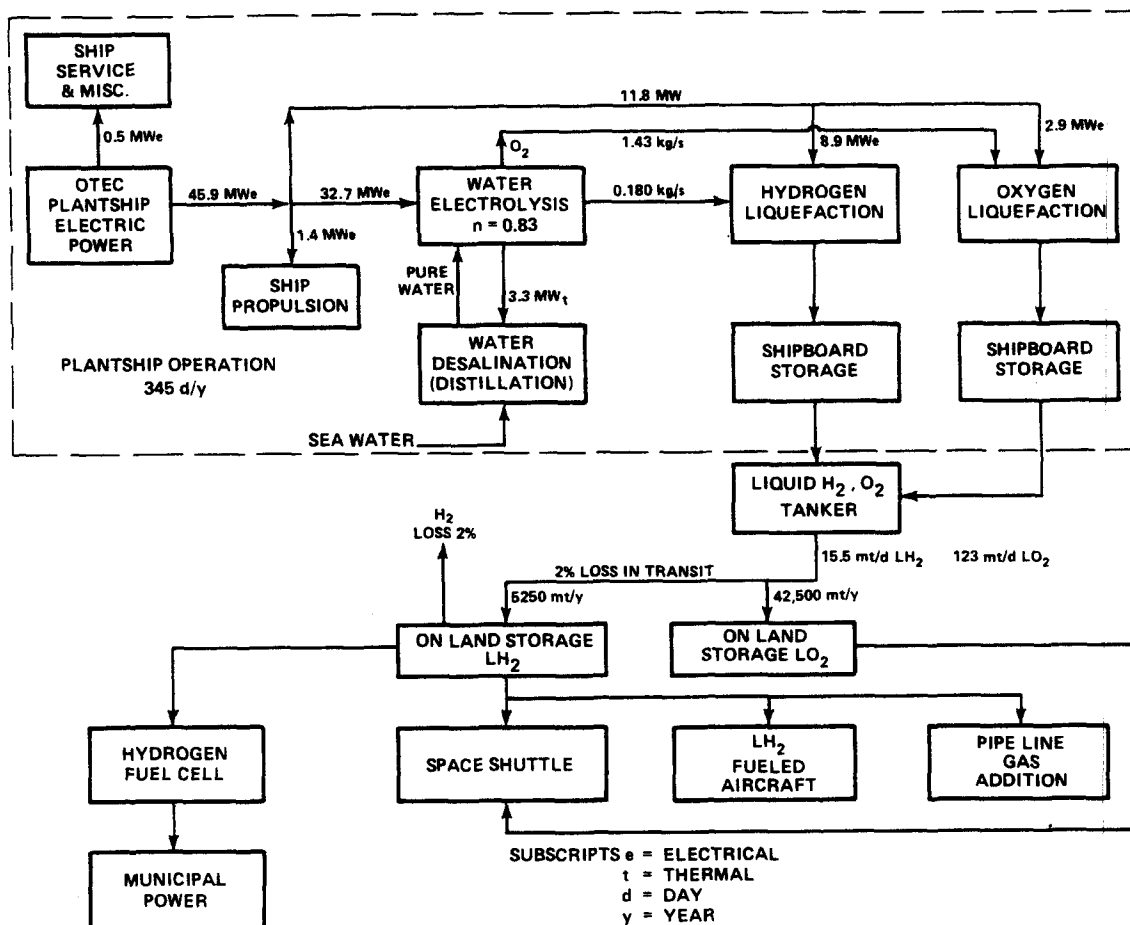 SHIP
SERVICE
& MISC.
11.8 MW
0.5 MWe
O2
1.43 kg/s
8.9 MWe
2.9 MWe
OTEC
PLANTSHIP
ELECTRIC
POWER
45.9 MWe
32.7 MWe
WATER
ELECTROLYSIS
n = 0.83
0.180 kg/s
HYDROGEN
LIQUEFACTION
OXYGEN
LIQUEFACTION
1.4 MWe
SHIP
PROPULSION
PURE
WATER
3.3 MWt
WATER
DESALINATION
(DISTILLATION)
SHIPBOARD
STORAGE
SHIPBOARD
STORAGE
PLANTSHIP OPERATION
345 d/y
SEA WATER
LIQUID H2 , O2
TANKER
H2
LOSS 2%
15.5 mt/d LH2
123 mt/d LO2
2% LOSS IN TRANSIT
5250 mt/y
42,500 mt/y
ON LAND STORAGE
LH2
ON LAND
STORAGE LO2
HYDROGEN
FUEL CELL
SPACE SHUTTLE
LH2
FUELED
AIRCRAFT
PIPE LINE
GAS
ADDITION
MUNICIPAL
POWER
SUBSCRIPTS e = ELECTRICAL
t = THERMAL
d = DAY
y = YEAR